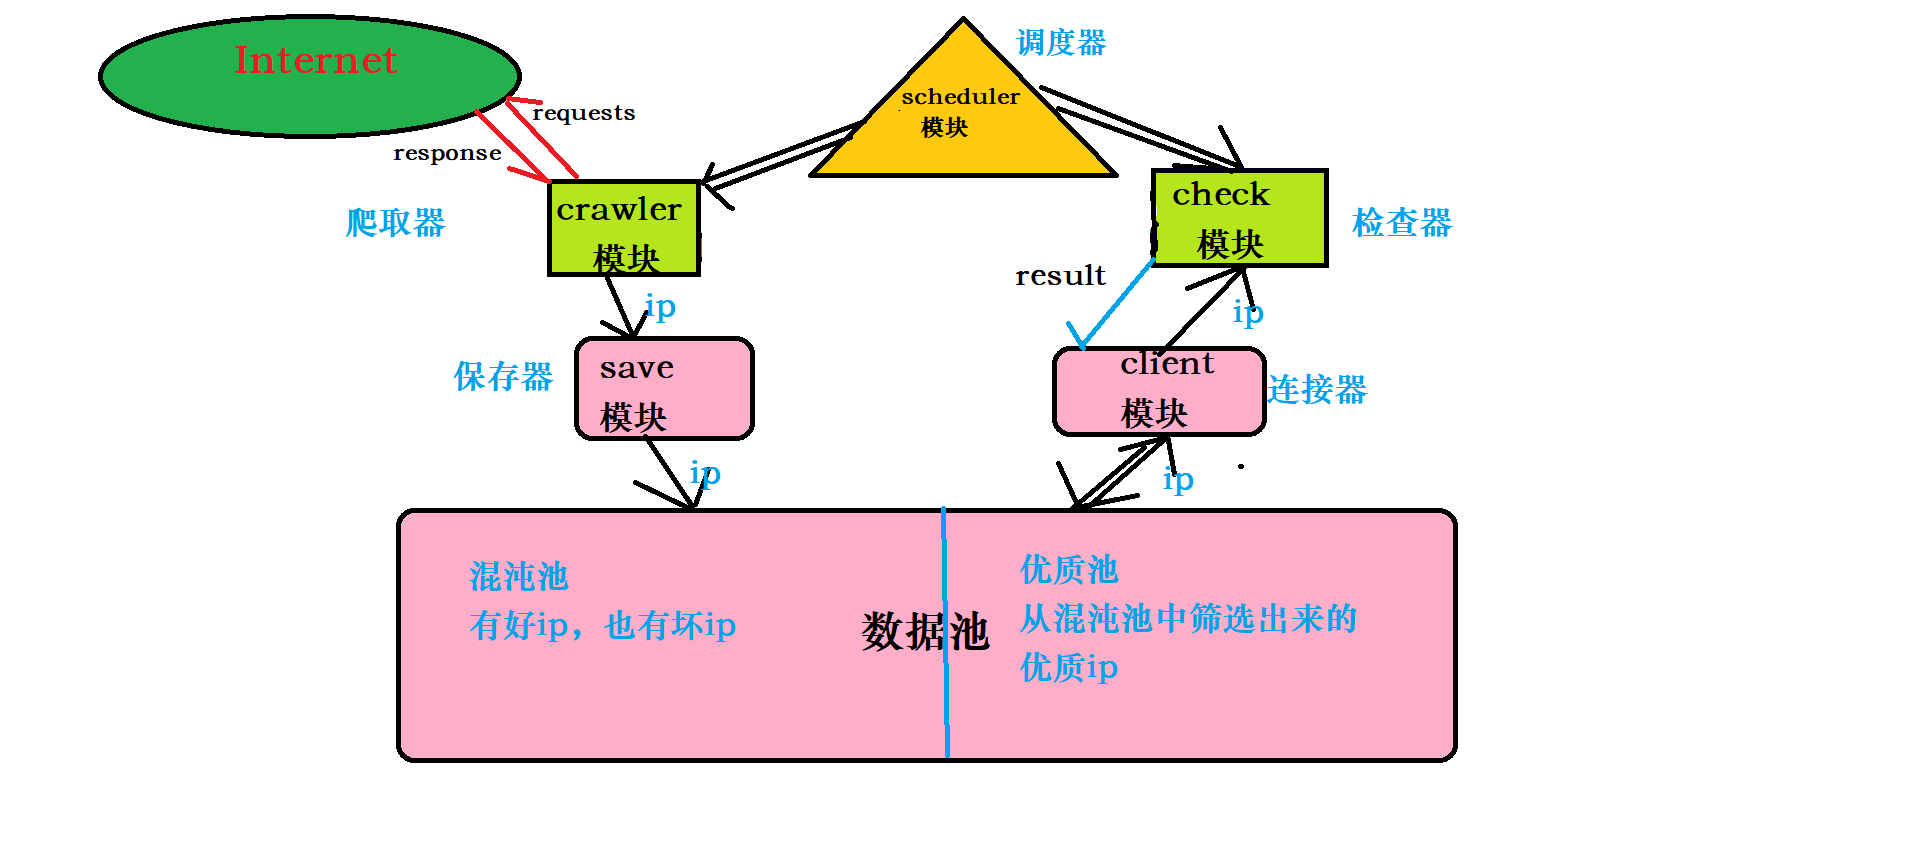 Internet
调度器
scheduler
模块
requests
response
crawler
模块
爬取器
check
模块
检查器
result
ip
ip
save
模块
保存器
client
模块
连接器
ip
ip
混沌池
有好ip，也有坏ip
数据池
优质池
从混沌池中筛选出来的
优质ip